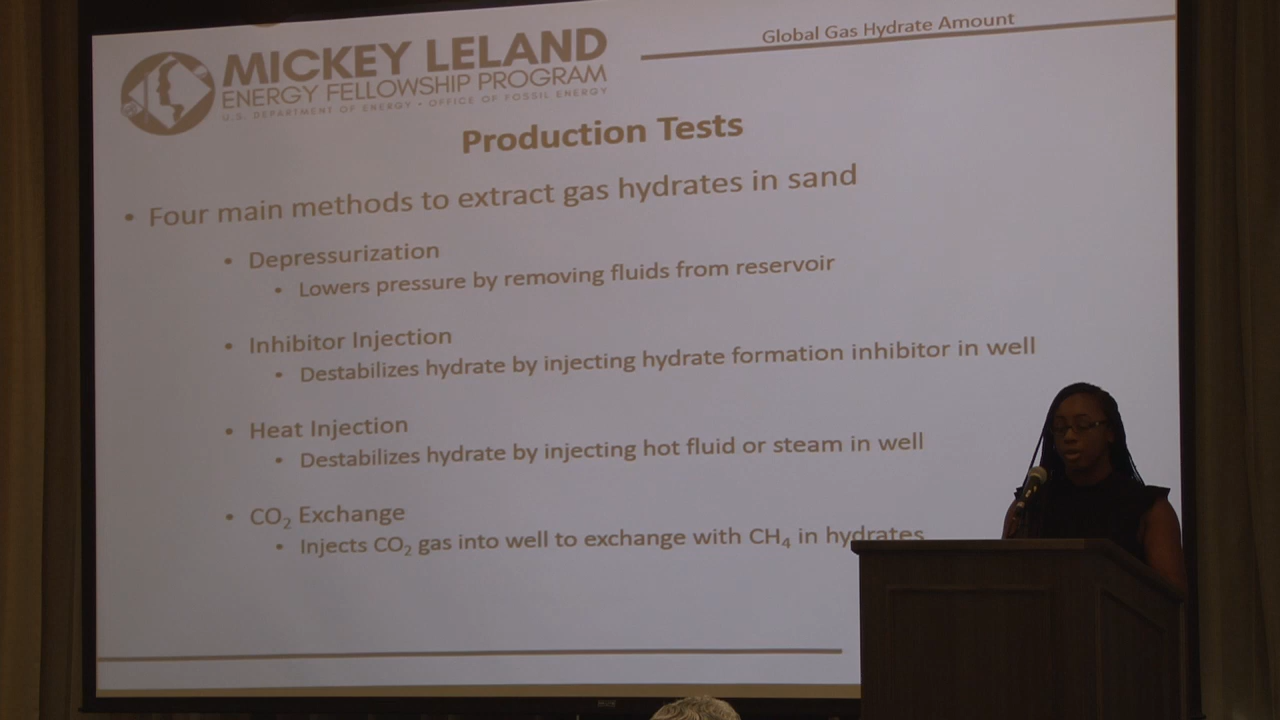 Global Gas Hydrate Amount
MICKEY LELAND
ENERGY FELLOWSHIP PROGRAM
U.S. DEPARTMENT OF ENERGY • OFFICE OF FOSSIL ENERGY
Production Tests
• Four main methods to extract gas hydrates in sand
• Depressurization
• Lowers pressure by removing fluids from reservoir
• Inhibitor Injection
• Destabilizes hydrate by injecting hydrate formation inhibitor in well
• Heat Injection
• Destabilizes hydrate by injecting hot fluid or steam in well
• CO₂ Exchange
• Injects CO₂ gas into well to exchange with CH₄ in hydrates